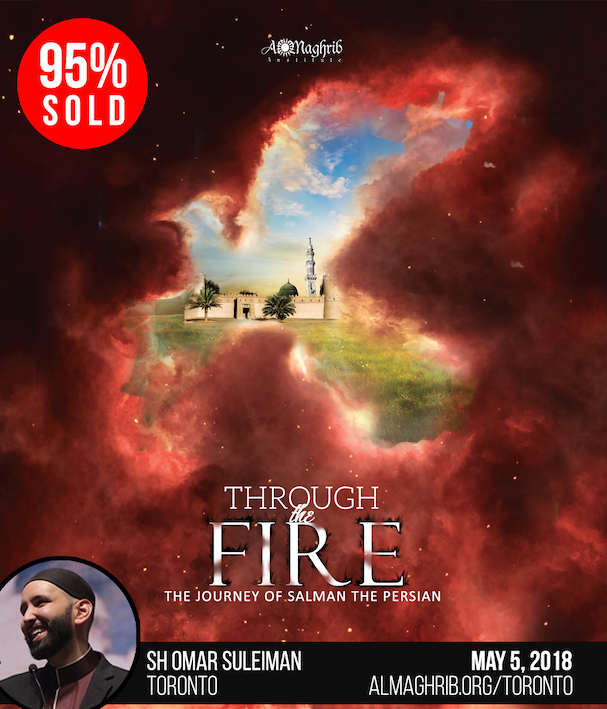 95%
SOLD
AlMaghrib
Institute
THROUGH
the
FIRE
THE JOURNEY OF SALMAN THE PERSIAN
SH OMAR SULEIMAN
TORONTO
MAY 5, 2018
ALMAGHRIB.ORG/TORONTO